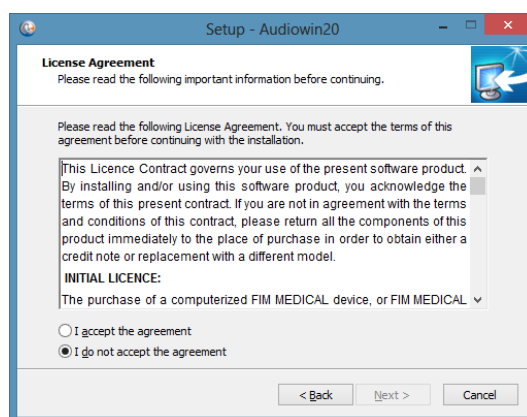 Setup - Audiowin20
License Agreement
Please read the following important information before continuing.
Please read the following License Agreement. You must accept the terms of this
agreement before continuing with the installation.
This Licence Contract governs your use of the present software product.
By installing and/or using this software product, you acknowledge the
terms of this present contract. If you are not in agreement with the terms
and conditions of this contract, please return all the components of this
product immediately to the place of purchase in order to obtain either a
credit note or replacement with a different model.
INITIAL LICENCE:
The purchase of a computerized FIM MEDICAL device, or FIM MEDICAL
I accept the agreement
I do not accept the agreement
< Back Next > Cancel